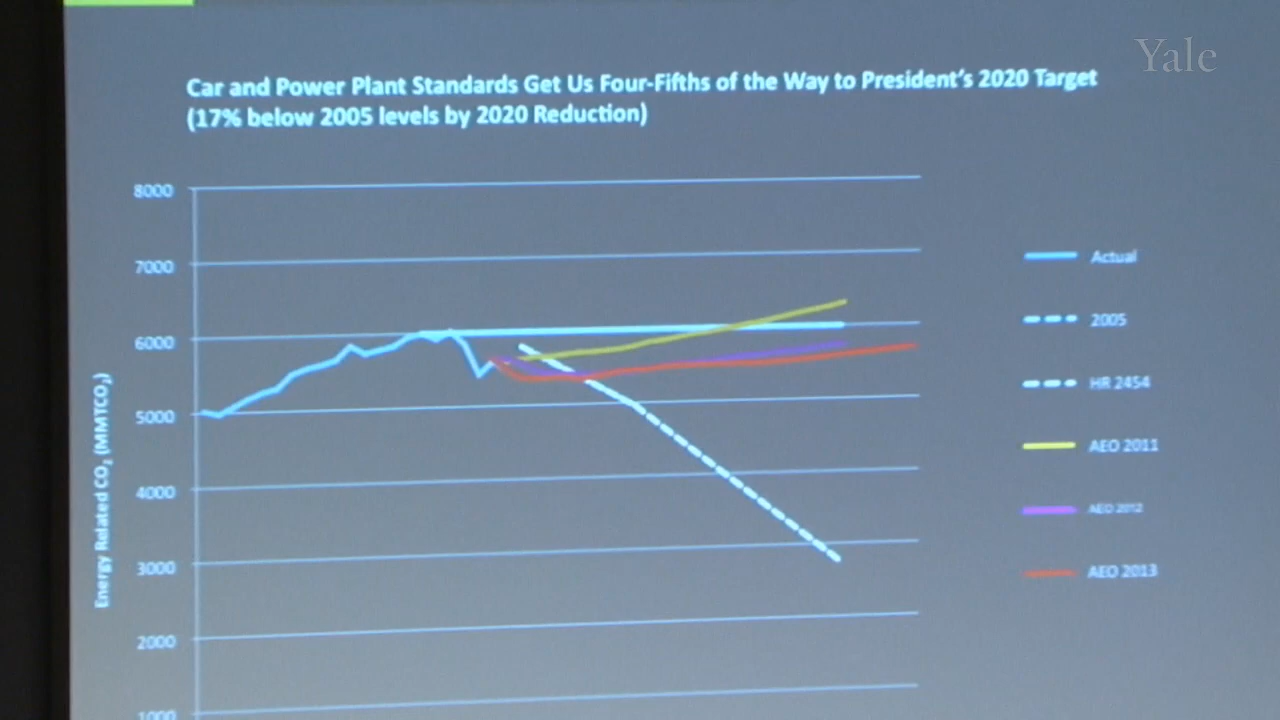 Yale
Car and Power Plant Standards Get Us Four-Fifths of the Way to President's 2020 Target
(17% below 2005 levels by 2020 Reduction)
8000
7000
6000
5000
4000
3000
2000
1000
Energy Related CO₂ (MMTCO₂)
Actual
2005
HR 2454
AEO 2011
AEO 2012
AEO 2013